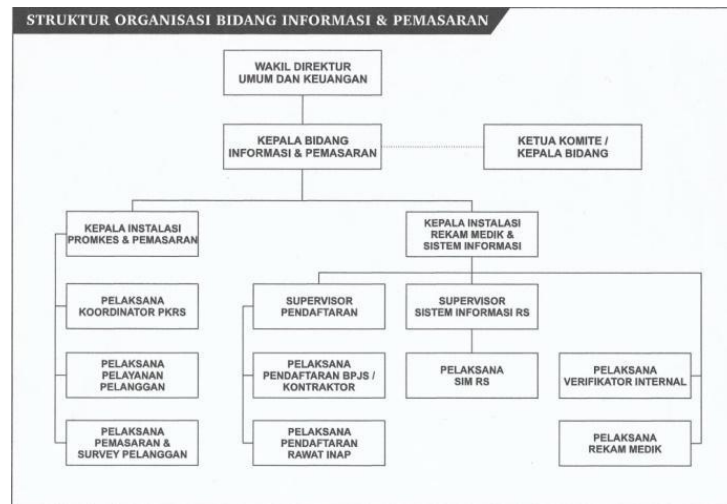 STRUKTUR ORGANISASI BIDANG INFORMASI & PEMASARAN
WAKIL DIREKTUR
UMUM DAN KEUANGAN
KEPALA BIDANG
INFORMASI & PEMASARAN
KETUA KOMITE /
KEPALA BIDANG
KEPALA INSTALASI
PROMKES & PEMASARAN
KEPALA INSTALASI
REKAM MEDIK &
SISTEM INFORMASI
PELAKSANA
KOORDINATOR PKRS
SUPERVISOR
PENDAFTARAN
SUPERVISOR
SISTEM INFORMASI RS
PELAKSANA
PELAYANAN
PELANGGAN
PELAKSANA
PENDAFTARAN BPJS /
KONTRAKTOR
PELAKSANA
SIM RS
PELAKSANA
VERIFIKATOR INTERNAL
PELAKSANA
PEMASARAN &
SURVEY PELANGGAN
PELAKSANA
PENDAFTARAN
RAWAT INAP
PELAKSANA
REKAM MEDIK